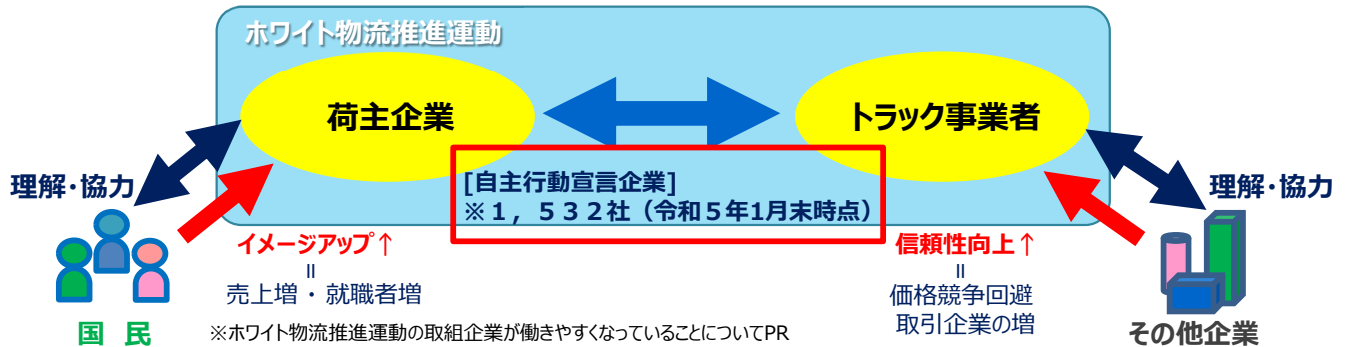 ホワイト物流推進運動
荷主企業
トラック事業者
理解・協力
[自主行動宣言企業]
※１，５３２社（令和５年1月末時点）
理解・協力
イメージアップ↑
＝
売上増 ・ 就職者増
信頼性向上↑
＝
価格競争回避
取引企業の増
国 民
※ホワイト物流推進運動の取組企業が働きやすくなっていることについてPR
その他企業